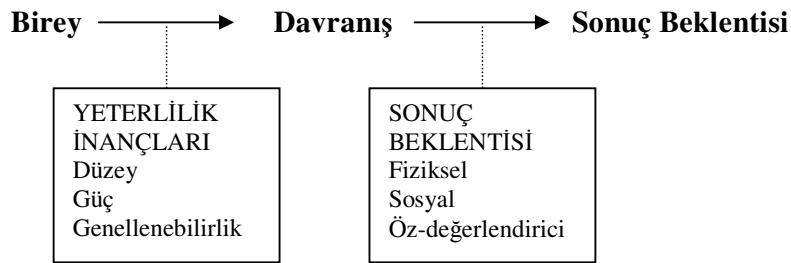 Birey Davranış Sonuç Beklentisi
YETERLİLİK
İNANÇLARI
Düzey
Güç
Genellenebilirlik
SONUÇ
BEKLENTİSİ
Fiziksel
Sosyal
Öz-değerlendirici